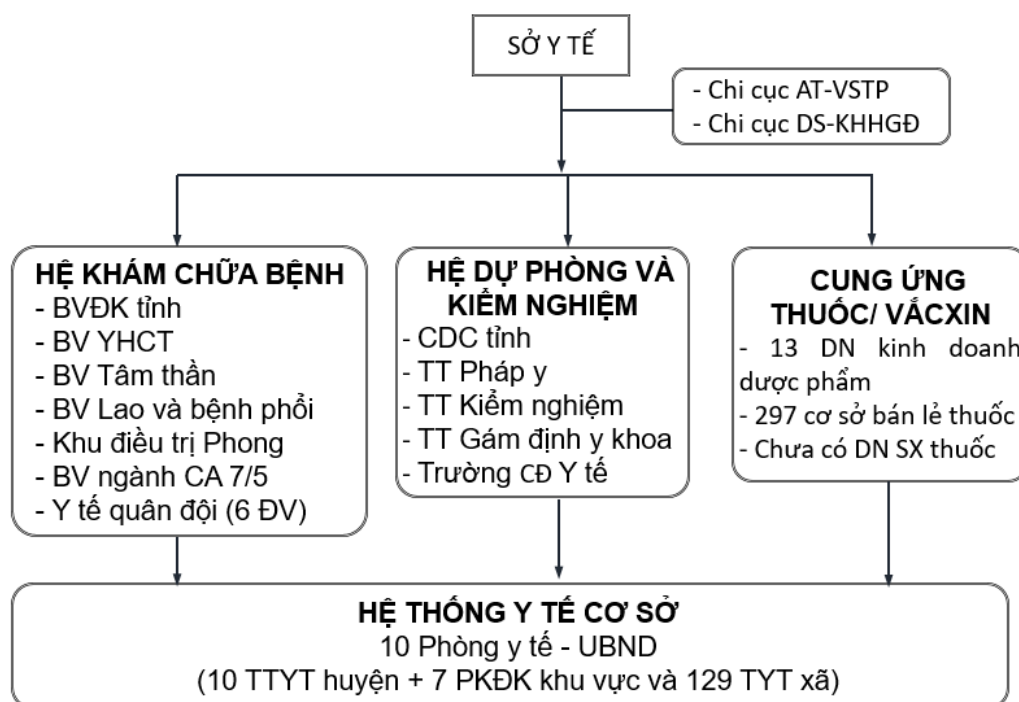 SỞ Y TẾ
- Chi cục AT-VSTP
- Chi cục DS-KHHGĐ
HỆ KHÁM CHỮA BỆNH
- BVĐK tỉnh
- BV YHCT
- BV Tâm thần
- BV Lao và bệnh phổi
- Khu điều trị Phong
- BV ngành CA 7/5
- Y tế quân đội (6 ĐV)
HỆ DỰ PHÒNG VÀ
KIỂM NGHIỆM
- CDC tỉnh
- TT Pháp y
- TT Kiểm nghiệm
- TT Gám định y khoa
- Trường CĐ Y tế
CUNG ỨNG
THUỐC/ VẮCXIN
- 13 DN kinh doanh
dược phẩm
- 297 cơ sở bán lẻ thuốc
- Chưa có DN SX thuốc
HỆ THỐNG Y TẾ CƠ SỞ
10 Phòng y tế - UBND
(10 TTYT huyện + 7 PKĐK khu vực và 129 TYT xã)